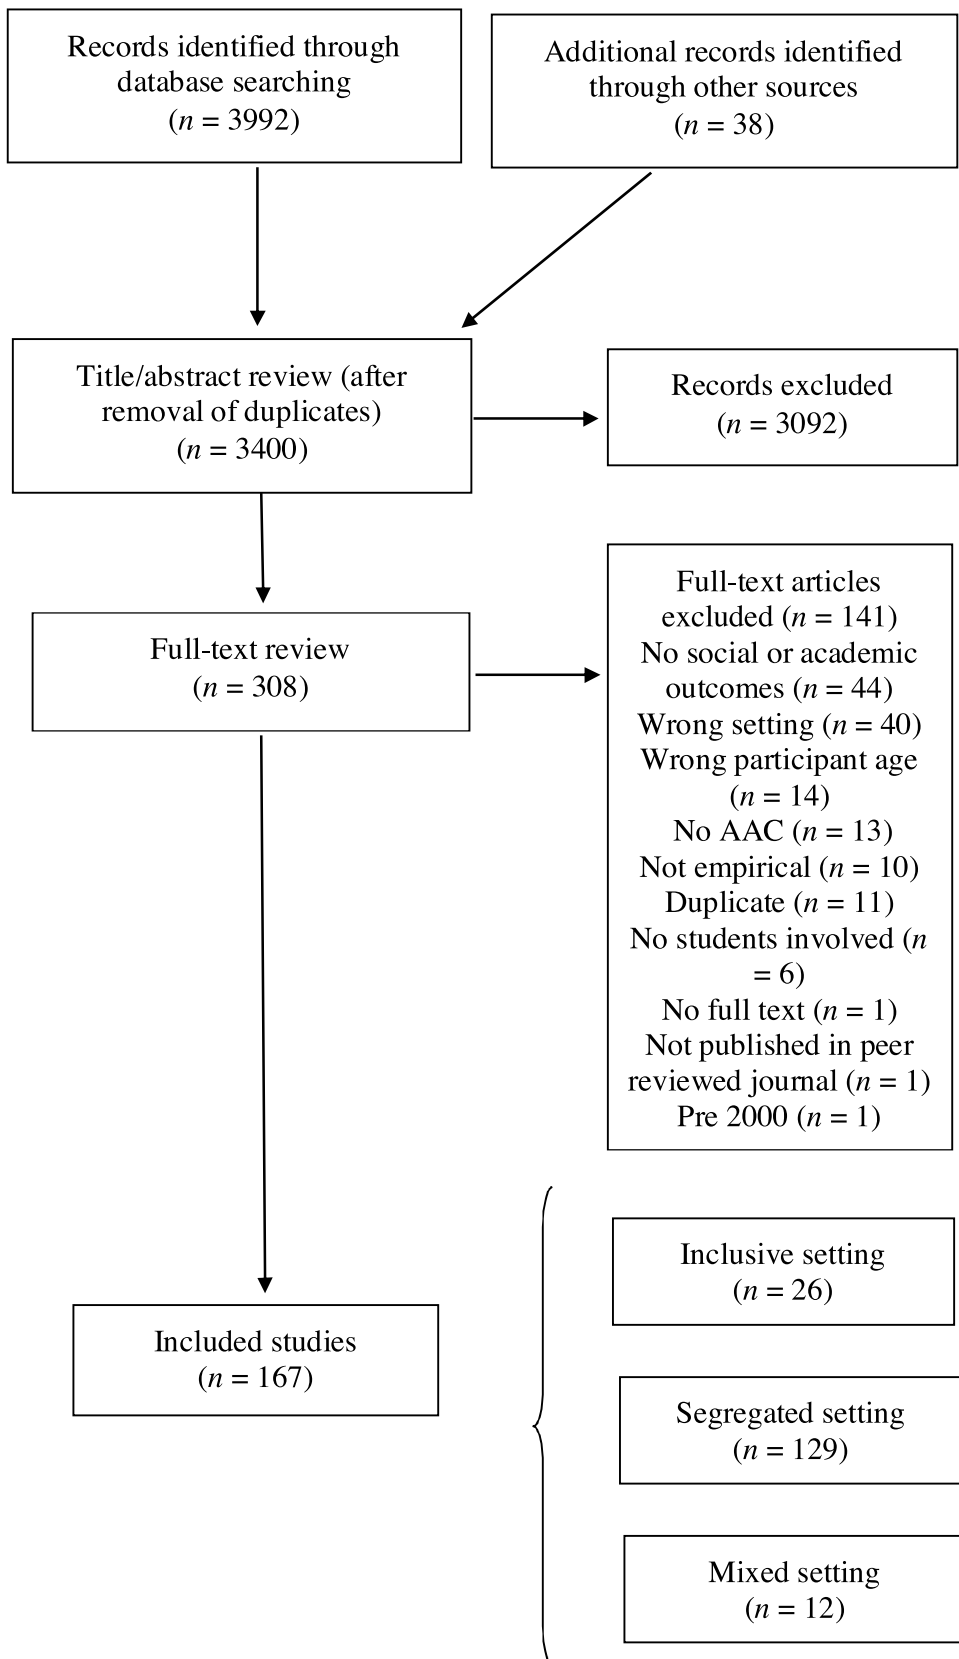 Records identified through
database searching
(n = 3992)
Additional records identified
through other sources
(n = 38)
Title/abstract review (after
removal of duplicates)
(n = 3400)
Records excluded
(n = 3092)
Full-text review
(n = 308)
Full-text articles
excluded (n = 141)
No social or academic
outcomes (n = 44)
Wrong setting (n = 40)
Wrong participant age
(n = 14)
No AAC (n = 13)
Not empirical (n = 10)
Duplicate (n = 11)
No students involved (n
= 6)
No full text (n = 1)
Not published in peer
reviewed journal (n = 1)
Pre 2000 (n = 1)
Included studies
(n = 167)
Inclusive setting
(n = 26)
Segregated setting
(n = 129)
Mixed setting
(n = 12)